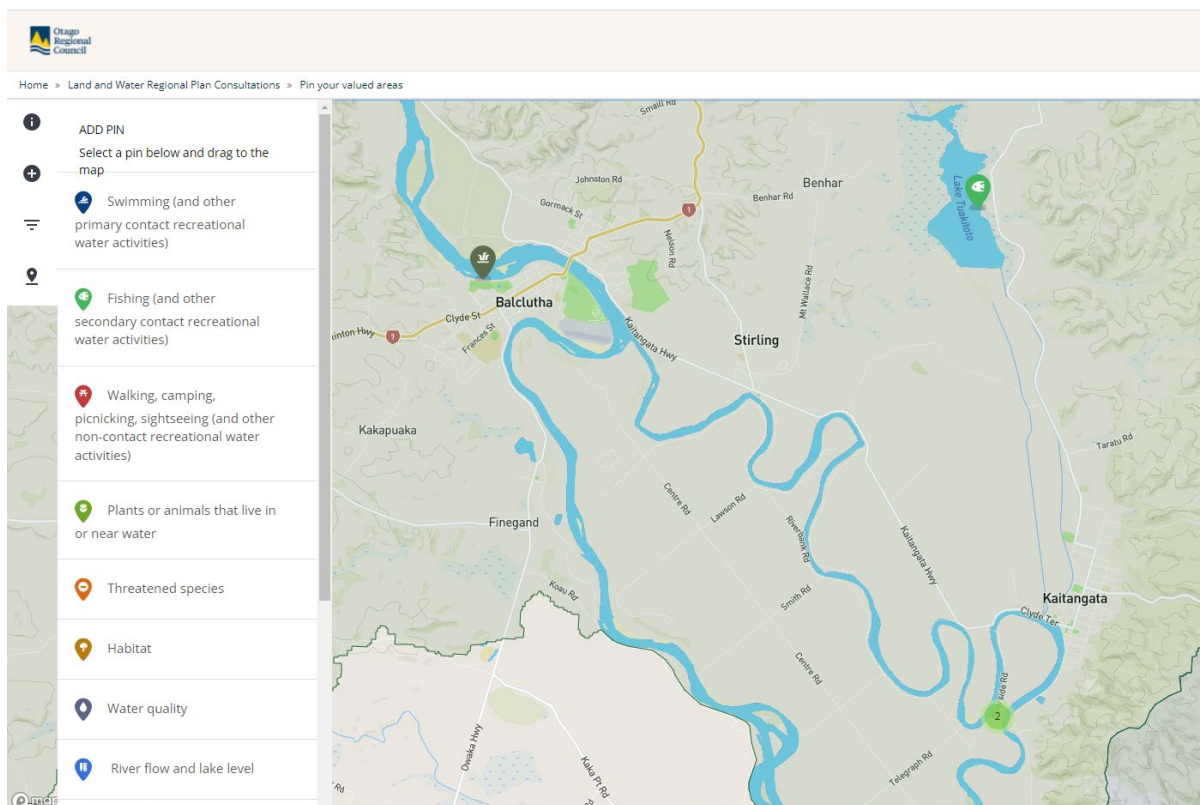 Otago
Regional
Council
Home » Land and Water Regional Plan Consultations » Pin your valued areas
ADD PIN
Select a pin below and drag to the
map
Swimming (and other
primary contact recreational
water activities)
Fishing (and other
secondary contact recreational
water activities)
Walking, camping,
picnicking, sightseeing (and other
non-contact recreational water
activities)
Plants or animals that live in
or near water
Threatened species
Habitat
Water quality
River flow and lake level
Smaill Rd
Johnston Rd
Benhar
Benhar Rd
Gormack St
1
Nelson Rd
Lake Tuakitoto
Mt Wallace Rd
Balclutha
Clyde St
inton Hwy
1
Frances St
Kaitangata Hwy
Stirling
Kakapuaka
Taratu Rd
Centre Rd
Lawson Rd
Finegand
Riverbank Rd
Kaitangata Hwy
Koau Rd
Smith Rd
Kaitangata
Clyde Ter
Centre Rd
side Rd
2
Owaka Hwy
Kaka Pt Rd
Telegraph Rd
Rd
map